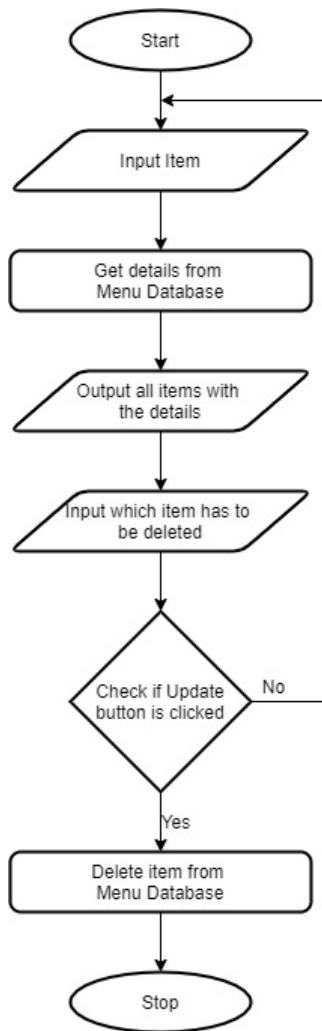 Start
Input Item
Get details from
Menu Database
Output all items with
the details
Input which item has to
be deleted
Check if Update
button is clicked
No
Yes
Delete item from
Menu Database
Stop